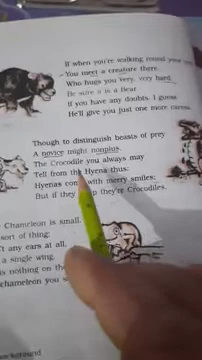 If when you're walking round your
You meet a creature there,
Who hugs you very, very hard,
Be sure it is a Bear
If you have any doubts, I guess
He'll give you just one more caress.
Though to distinguish beasts of prey
A novice might nonplus,
The Crocodile you always may
Tell from the Hyena thus:
Hyenas come with merry smiles;
But if they they're Crocodiles.
Chameleon is small,
sort of thing:
any ears at all,
a single wing.
is nothing on the
chameleon you